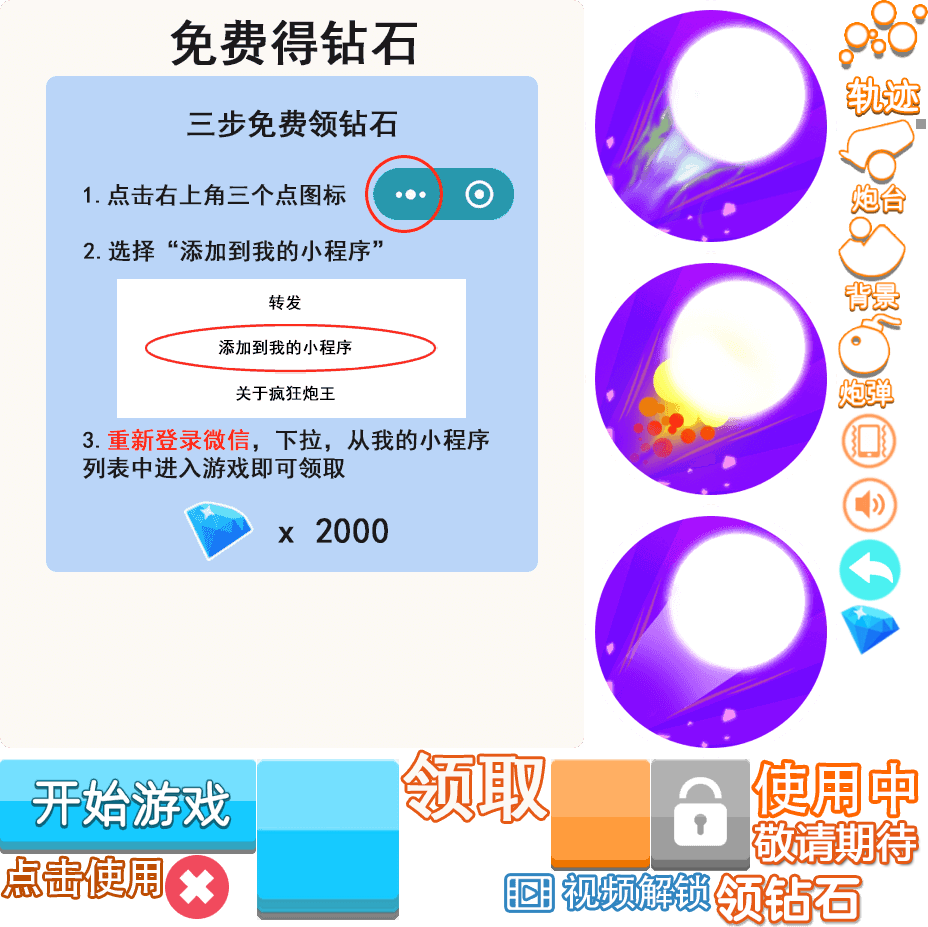 免费得钻石
三步免费领钻石
1.点击右上角三个点图标
2.选择“添加到我的小程序”
转发
添加到我的小程序
关于疯狂炮王
3.重新登录微信，下拉，从我的小程序
列表中进入游戏即可领取
x 2000
轨迹
炮台
背景
炮弹
开始游戏
领取
使用中
敬请期待
点击使用
视频解锁
领钻石